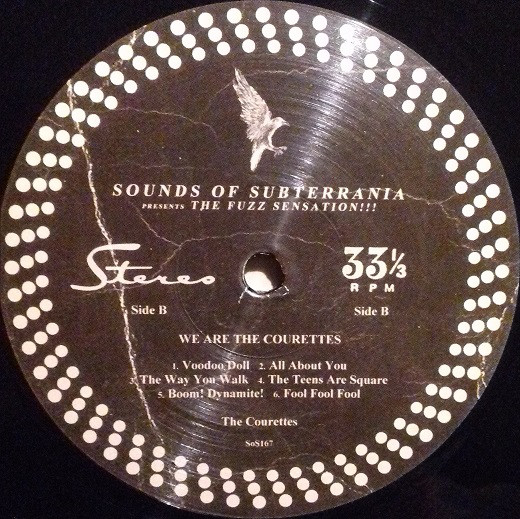 SOUNDS OF SUBTERRANIA
PRESENTS THE FUZZ SENSATION!!!
Stereo
33⅓
RPM
Side B
Side B
WE ARE THE COURETTES
1. Voodoo Doll 2. All About You
3. The Way You Walk 4. The Teens Are Square
5. Boom! Dynamite! 6. Fool Fool Fool
The Courettes
SoS167